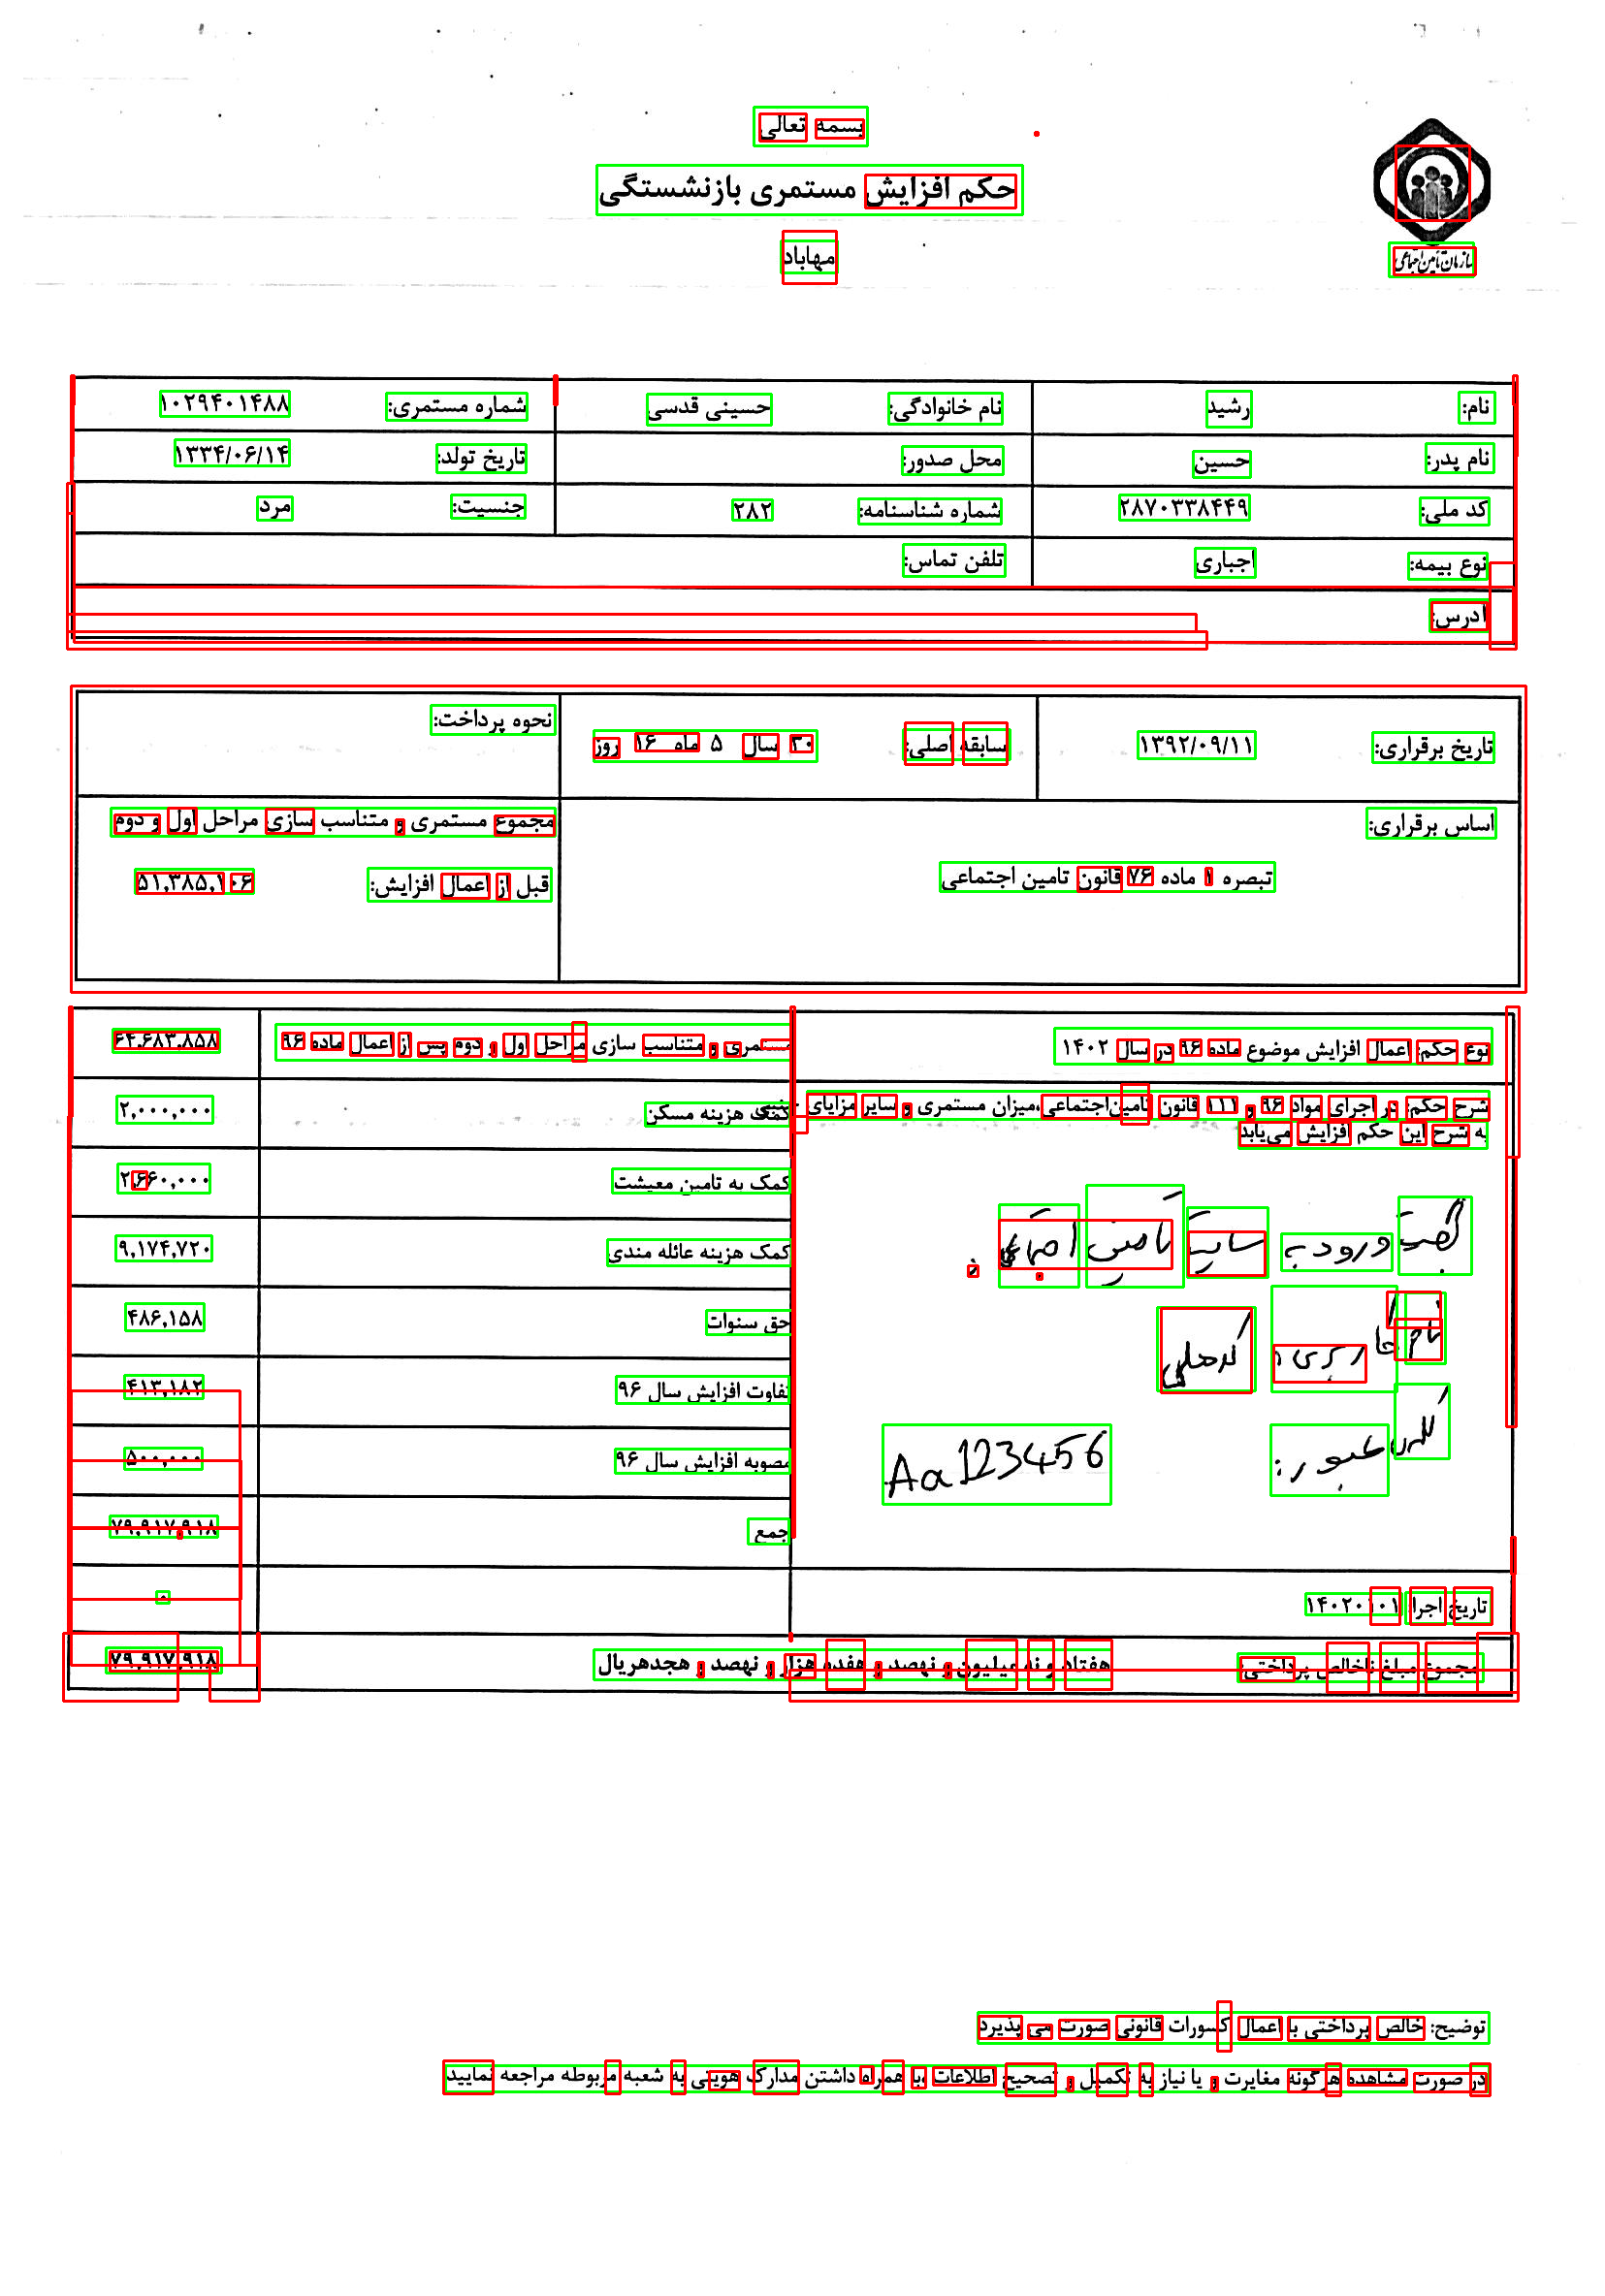 بسمه تعالی
حکم افزایش مستمری بازنشستگی
مهاباد
سازمان تأمین اجتماعی
نام: رشید نام خانوادگی: حسینی قدسی شماره مستمری: ۱۰۲۹۴۰۱۴۸۸
نام پدر: حسین محل صدور: تاریخ تولد: ۱۳۳۴/۰۶/۱۴
کد ملی: ۲۸۷۰۳۳۸۴۴۹ شماره شناسنامه: ۲۸۲ جنسیت: مرد
نوع بیمه: اجباری تلفن تماس:
آدرس:
تاریخ برقراری: ۱۳۹۲/۰۹/۱۱ سابقه اصلی: ۳۰ سال ۵ ماه ۱۶ روز نحوه پرداخت:
اساس برقراری:
تبصره ۱ ماده ۷۶ قانون تامین اجتماعی
مجموع مستمری و متناسب سازی مراحل اول و دوم
قبل از اعمال افزایش: ۵۱,۳۸۵,۱۰۶
نوع حکم: اعمال افزایش موضوع ماده ۹۶ در سال ۱۴۰۲
شرح حکم: در اجرای مواد ۹۶ و ۱۱۱ قانون تامین‌اجتماعی،میزان مستمری و سایر مزایای
به شرح این حکم افزایش می‌یابد
مستمری و متناسب سازی مراحل اول و دوم پس از اعمال ماده ۹۶ ۶۴,۶۸۳,۸۵۸
کمک هزینه مسکن ۲,۰۰۰,۰۰۰
کمک به تامین معیشت ۲,۶۶۰,۰۰۰
کمک هزینه عائله مندی ۹,۱۷۴,۷۲۰
حق سنوات ۴۸۶,۱۵۸
تفاوت افزایش سال ۹۶ ۴۱۳,۱۸۲
مصوبه افزایش سال ۹۶ ۵۰۰,۰۰۰
جمع ۷۹,۹۱۷,۹۱۸
۰
جهت ورود به سایت تامین اجتماعی
نام کاربری: کدملی
کلمه عبور: Aa123456
تاریخ اجرا: ۱۴۰۲۰۱۰۱
مجموع مبلغ ناخالص پرداختی: هفتاد و نه میلیون و نهصد و هفده هزار و نهصد و هجدهریال ۷۹,۹۱۷,۹۱۸
توضیح: خالص پرداختی با اعمال کسورات قانونی صورت می پذیرد
در صورت مشاهده هرگونه مغایرت و یا نیاز به تکمیل و تصحیح اطلاعات ،با همراه داشتن مدارک هویتی به شعبه مربوطه مراجعه نمایید